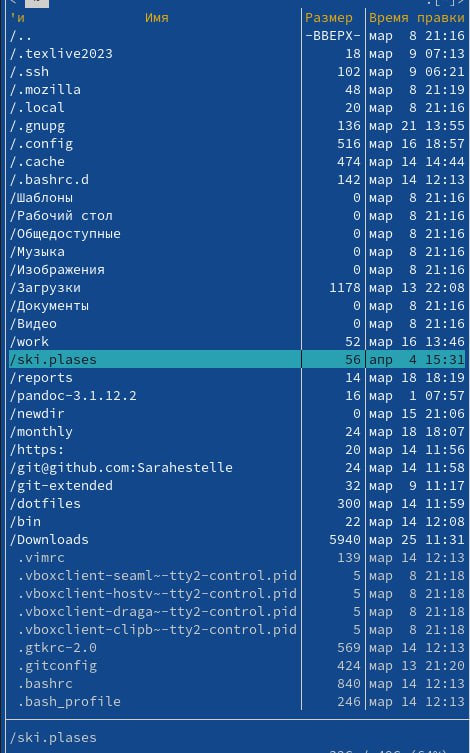 'и Имя Размер Время правки
/.. -ВВЕРХ- мар 8 21:16
/.texlive2023 18 мар 9 07:13
/.ssh 102 мар 9 06:21
/.mozilla 48 мар 8 21:19
/.local 20 мар 8 21:16
/.gnupg 136 мар 21 13:55
/.config 516 мар 16 18:57
/.cache 474 мар 14 14:44
/.bashrc.d 142 мар 14 12:13
/Шаблоны 0 мар 8 21:16
/Рабочий стол 0 мар 8 21:16
/Общедоступные 0 мар 8 21:16
/Музыка 0 мар 8 21:16
/Изображения 0 мар 8 21:16
/Загрузки 1178 мар 13 22:08
/Документы 0 мар 8 21:16
/Видео 0 мар 8 21:16
/work 52 мар 16 13:46
/ski.plases 56 апр 4 15:31
/reports 14 мар 18 18:19
/pandoc-3.1.12.2 16 мар 1 07:57
/newdir 0 мар 15 21:06
/monthly 24 мар 18 18:07
/https: 20 мар 14 11:56
/git@github.com:Sarahestelle 24 мар 14 11:58
/git-extended 32 мар 9 11:17
/dotfiles 300 мар 14 11:59
/bin 22 мар 14 12:08
/Downloads 5940 мар 25 11:31
.vimrc 139 мар 14 12:13
.vboxclient-seaml~-tty2-control.pid 5 мар 8 21:18
.vboxclient-hostv~-tty2-control.pid 5 мар 8 21:18
.vboxclient-draga~-tty2-control.pid 5 мар 8 21:18
.vboxclient-clipb~-tty2-control.pid 5 мар 8 21:18
.gtkrc-2.0 569 мар 14 12:13
.gitconfig 424 мар 13 21:20
.bashrc 840 мар 14 12:13
.bash_profile 246 мар 14 12:13
/ski.plases